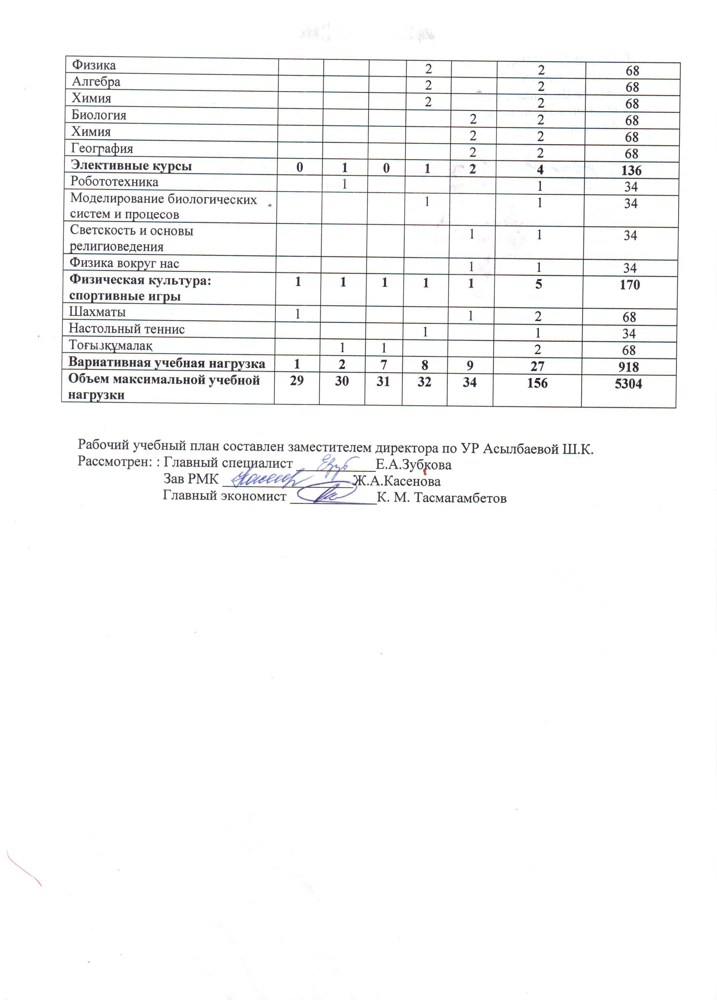 Физика 2 2 68
Алгебра 2 2 68
Химия 2 2 68
Биология 2 2 68
Химия 2 2 68
География 2 2 68
Элективные курсы 0 1 0 1 2 4 136
Робототехника 1 1 34
Моделирование биологических 1 1 34
систем и процесов
Светскость и основы 1 1 34
религиоведения
Физика вокруг нас 1 1 34
Физическая культура: 1 1 1 1 1 5 170
спортивные игры
Шахматы 1 1 2 68
Настольный теннис 1 1 34
Тоғызқұмалақ 1 1 2 68
Вариативная учебная нагрузка 1 2 7 8 9 27 918
Объем максимальной учебной 29 30 31 32 34 156 5304
нагрузки
Рабочий учебный план составлен заместителем директора по УР Асылбаевой Ш.К.
Рассмотрен: : Главный специалист ___________Е.А.Зубкова
Зав РМК __________________Ж.А.Касенова
Главный экономист ____________К. М. Тасмагамбетов